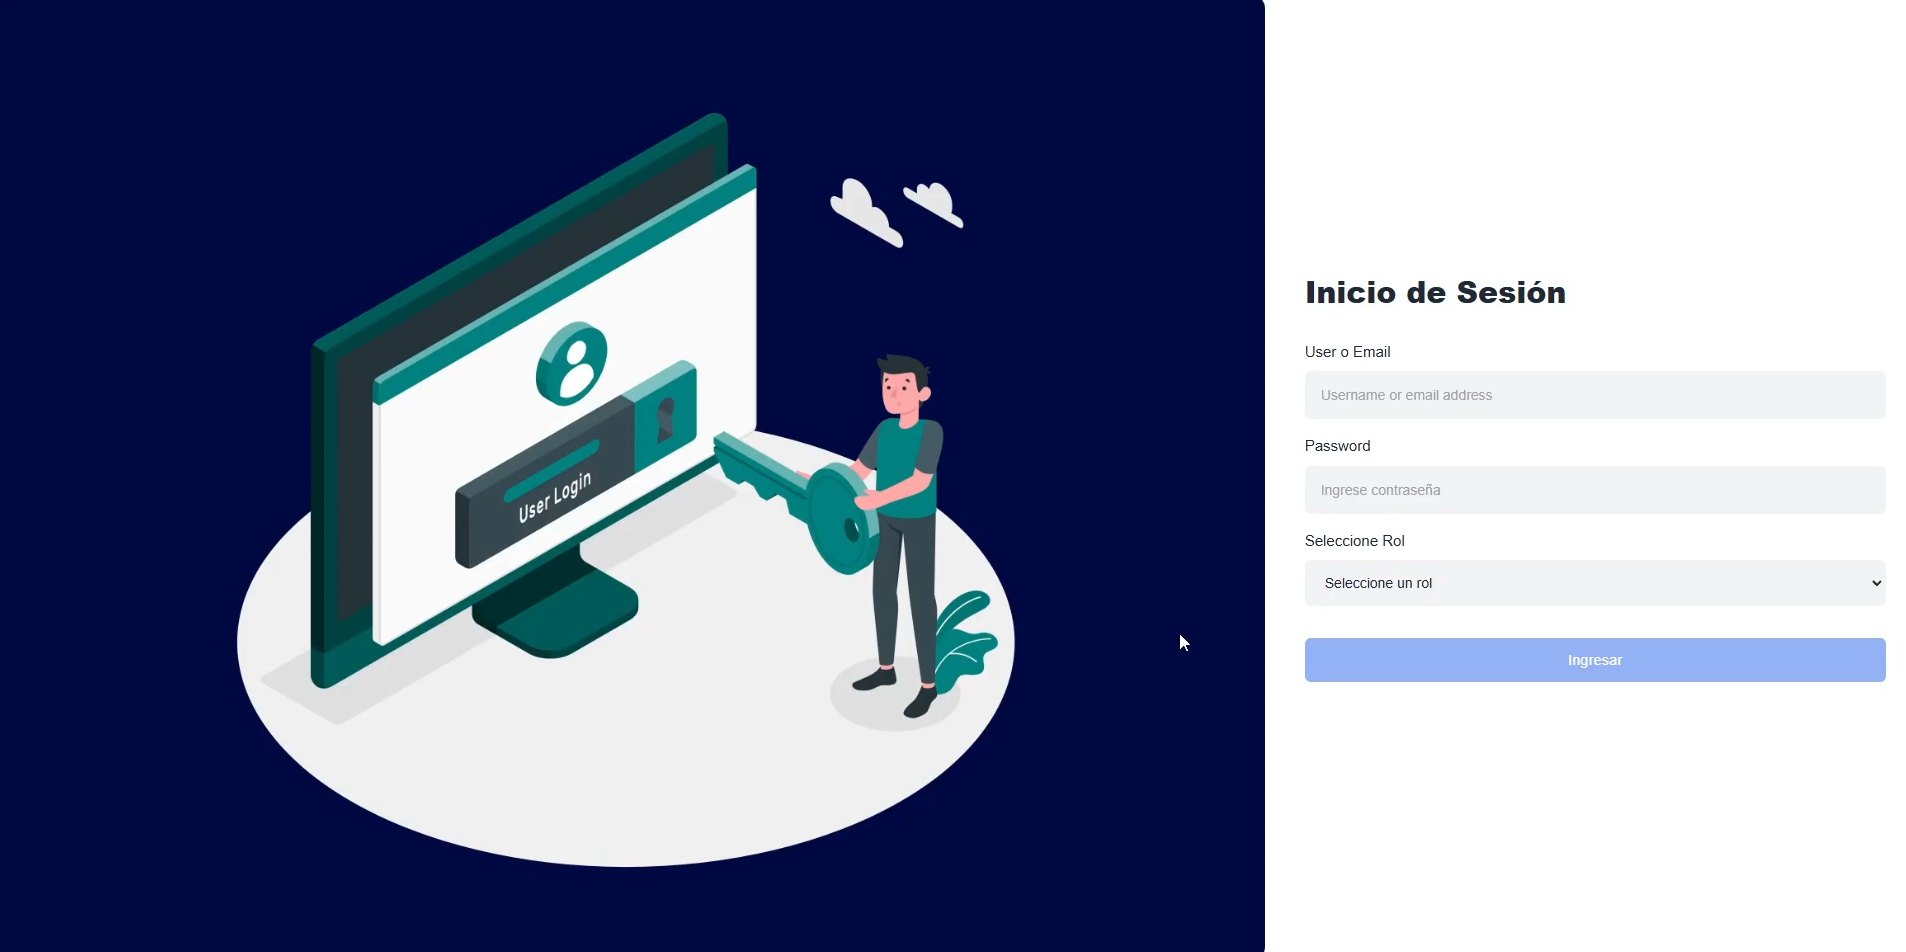 User Login
Inicio de Sesión
User o Email
Username or email address
Password
Ingrese contraseña
Seleccione Rol
Seleccione un rol
Ingresar